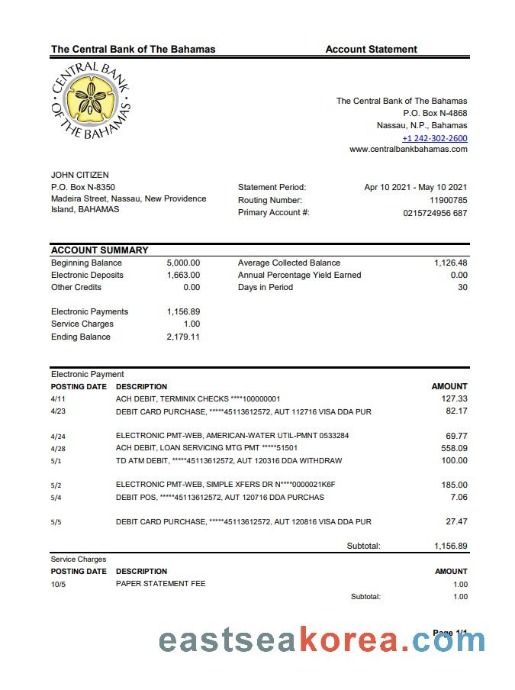 The Central Bank of The Bahamas Account Statement
CENTRAL BANK
OF THE BAHAMAS
The Central Bank of The Bahamas
P.O. Box N-4868
Nassau, N.P., Bahamas
+1 242-302-2600
www.centralbankbahamas.com
JOHN CITIZEN
P.O. Box N-8350
Madeira Street, Nassau, New Providence
Island, BAHAMAS
Statement Period: Apr 10 2021 - May 10 2021
Routing Number: 11900785
Primary Account #: 0215724956 687
ACCOUNT SUMMARY
Beginning Balance 5,000.00 Average Collected Balance 1,126.48
Electronic Deposits 1,663.00 Annual Percentage Yield Earned 0.00
Other Credits 0.00 Days in Period 30
Electronic Payments 1,156.89
Service Charges 1.00
Ending Balance 2,179.11
Electronic Payment
POSTING DATE DESCRIPTION AMOUNT
4/11 ACH DEBIT, TERMINIX CHECKS ****100000001 127.33
4/23 DEBIT CARD PURCHASE, *****45113612572, AUT 112716 VISA DDA PUR 82.17
4/24 ELECTRONIC PMT-WEB, AMERICAN-WATER UTIL-PMNT 0533284 69.77
4/28 ACH DEBIT, LOAN SERVICING MTG PMT *****51501 558.09
5/1 TD ATM DEBIT, *****45113612572, AUT 120316 DDA WITHDRAW 100.00
5/2 ELECTRONIC PMT-WEB, SIMPLE XFERS DR N****0000021K6F 185.00
5/4 DEBIT POS, *****45113612572, AUT 120716 DDA PURCHAS 7.06
5/5 DEBIT CARD PURCHASE, *****45113612572, AUT 120816 VISA DDA PUR 27.47
Subtotal: 1,156.89
Service Charges
POSTING DATE DESCRIPTION AMOUNT
10/5 PAPER STATEMENT FEE 1.00
Subtotal: 1.00
Page 1/1
eastseakorea.com